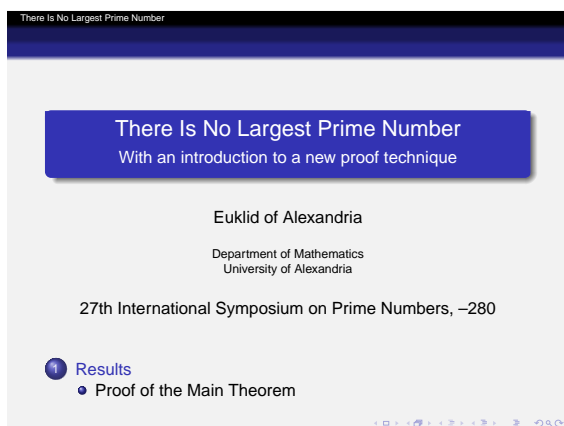 There Is No Largest Prime Number
There Is No Largest Prime Number
With an introduction to a new proof technique
Euklid of Alexandria
Department of Mathematics
University of Alexandria
27th International Symposium on Prime Numbers, –280
1 Results
Proof of the Main Theorem